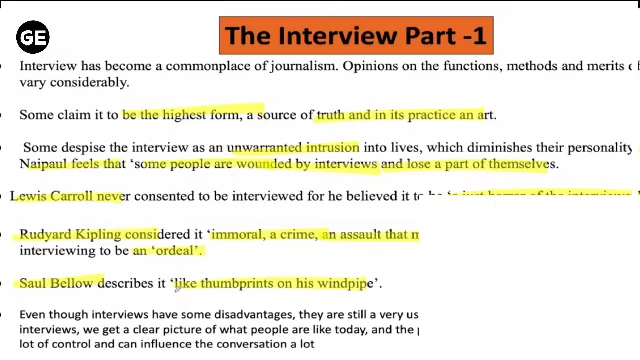 GE
The Interview Part -1
Interview has become a commonplace of journalism. Opinions on the functions, methods and merits of
vary considerably.
Some claim it to be the highest form, a source of truth and in its practice an art.
Some despise the interview as an unwarranted intrusion into lives, which diminishes their personality
Naipaul feels that ‘some people are wounded by interviews and lose a part of themselves.
Lewis Carroll never consented to be interviewed for he believed it to be ‘a just horror of the interviews
Rudyard Kipling considered it ‘immoral, a crime, an assault that m
interviewing to be an ‘ordeal’.
Saul Bellow describes it ‘like thumbprints on his windpipe’.
Even though interviews have some disadvantages, they are still a very us
interviews, we get a clear picture of what people are like today, and the
lot of control and can influence the conversation a lot